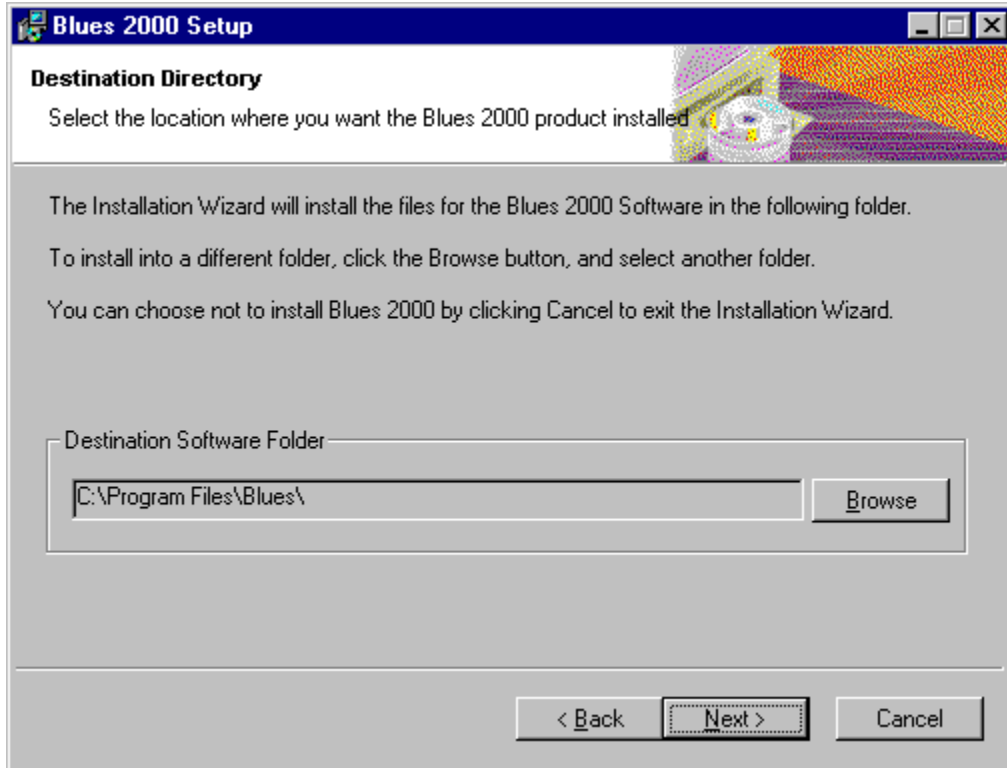 Blues 2000 Setup
Destination Directory
Select the location where you want the Blues 2000 product installed
The Installation Wizard will install the files for the Blues 2000 Software in the following folder.
To install into a different folder, click the Browse button, and select another folder.
You can choose not to install Blues 2000 by clicking Cancel to exit the Installation Wizard.
Destination Software Folder
C:\Program Files\Blues\
Browse
< Back
Next >
Cancel